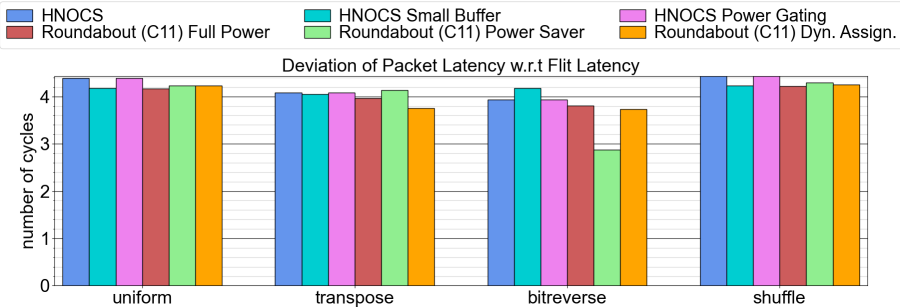 HNOCS
HNOCS Small Buffer
HNOCS Power Gating
Roundabout (C11) Full Power
Roundabout (C11) Power Saver
Roundabout (C11) Dyn. Assign.
Deviation of Packet Latency w.r.t Flit Latency
number of cycles
4
3
2
1
0
uniform
transpose
bitreverse
shuffle